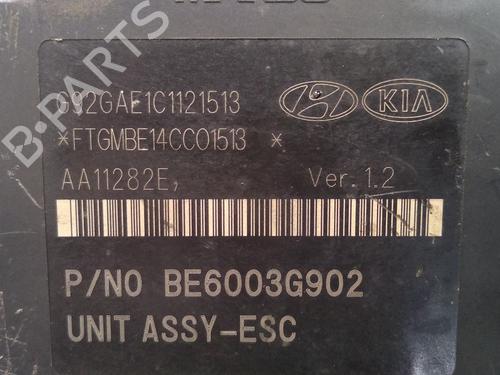 B-PARTS
G92GAE1C1121513
KIA
*FTGMBE14CC01513 *
AA11282E, Ver.1.2
P/NO BE6003G902
UNIT ASSY-ESC